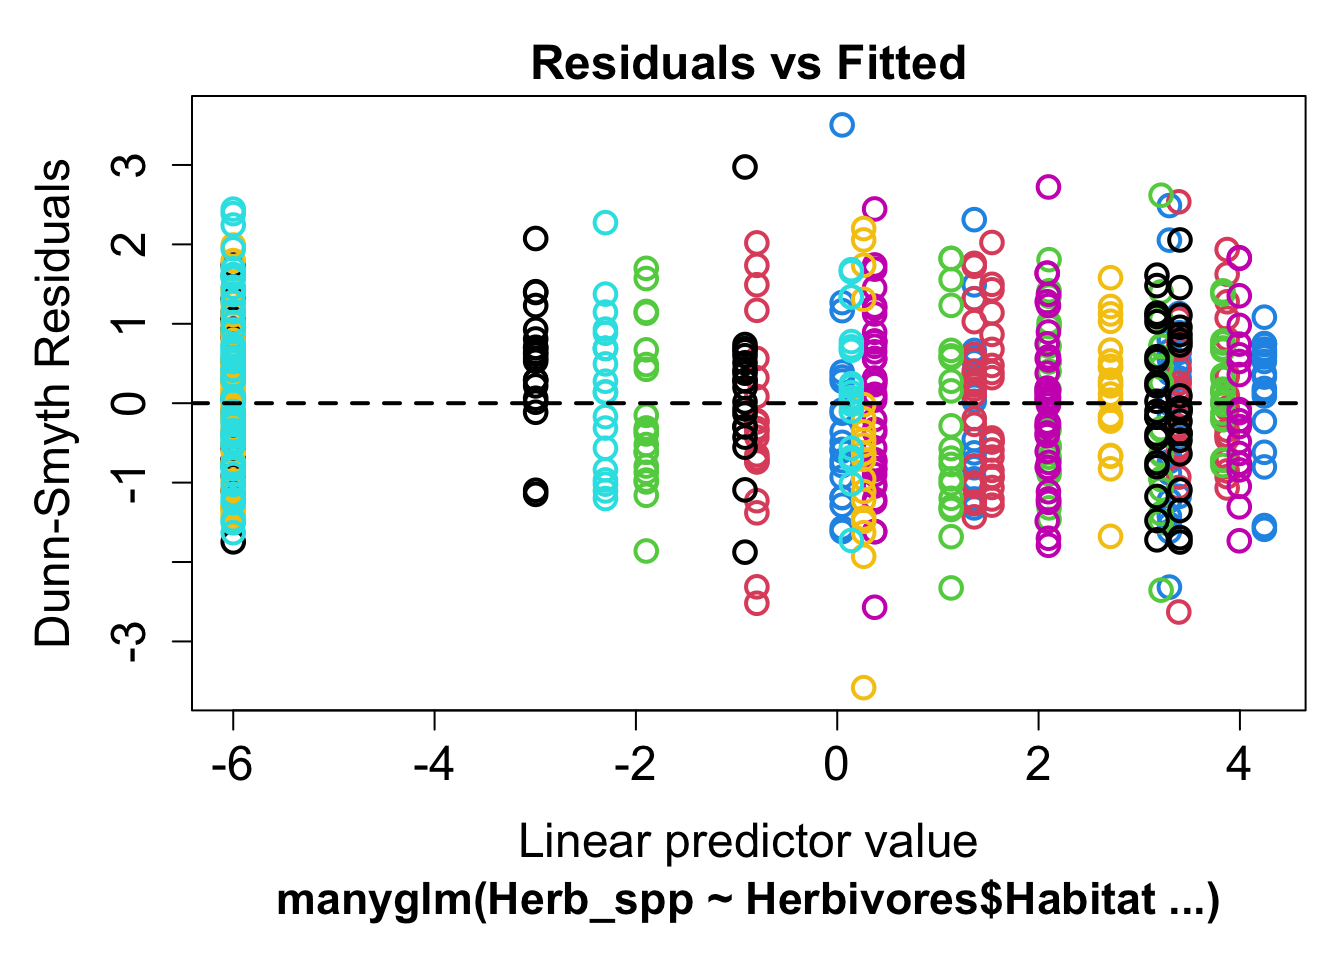 Residuals vs Fitted
Dunn-Smyth Residuals
3
2
1
0
-1
-3
-6 -4 -2 0 2 4
Linear predictor value
manyglm(Herb_spp ~ Herbivores$Habitat ...)